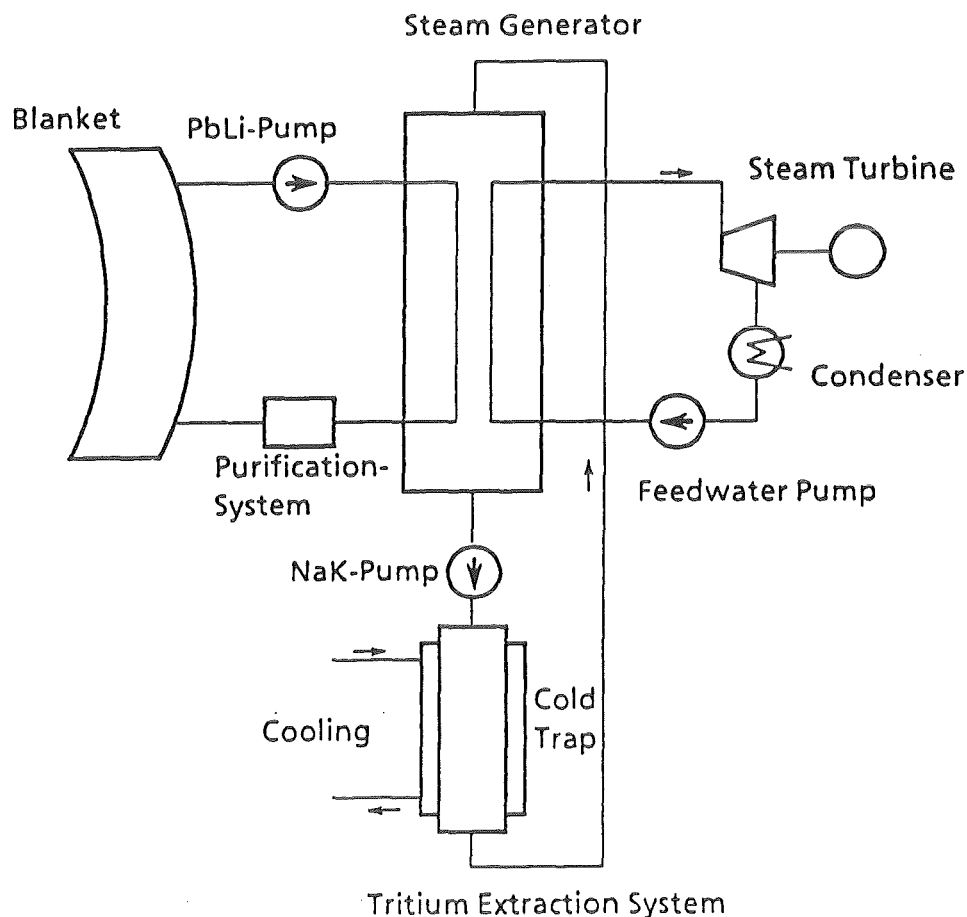 Steam Generator
Blanket
PbLi-Pump
Steam Turbine
Condenser
Purification-
System
Feedwater Pump
NaK-Pump
Cooling
Cold
Trap
Tritium Extraction System